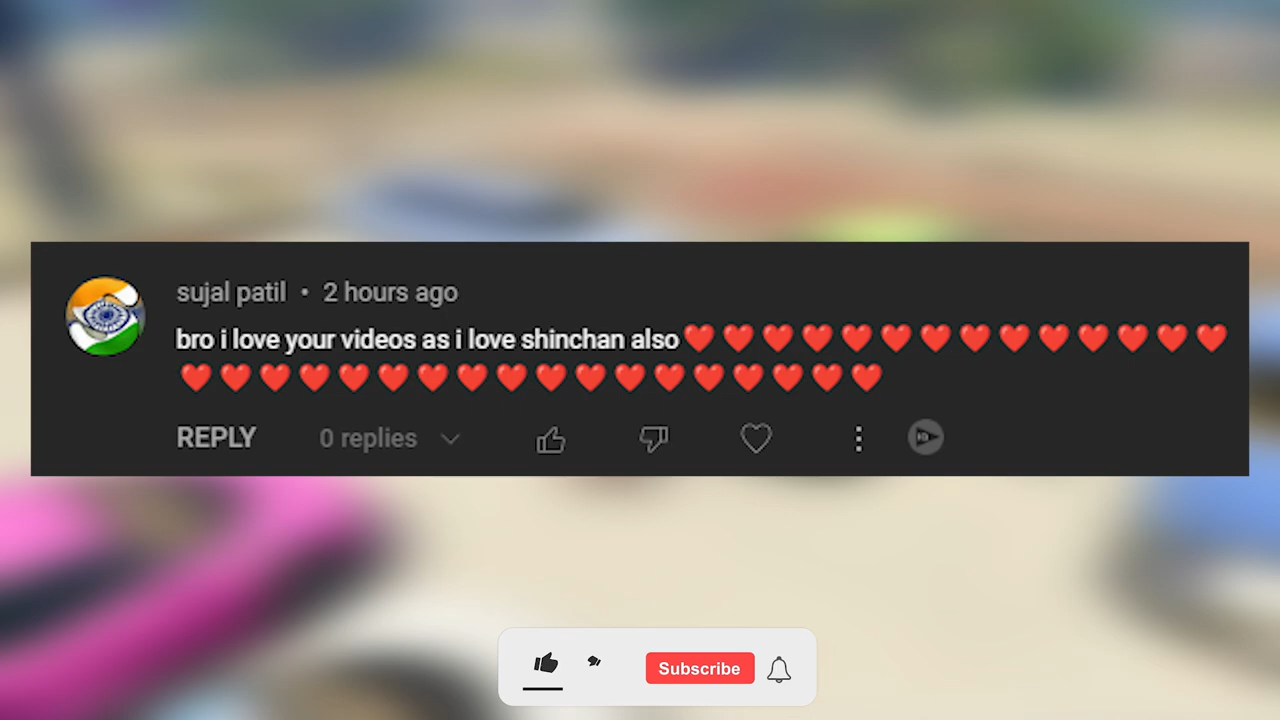 sujal patil • 2 hours ago
bro i love your videos as i love shinchan also❤️❤️❤️❤️❤️❤️❤️❤️❤️❤️❤️❤️❤️❤️
❤️❤️❤️❤️❤️❤️❤️❤️❤️❤️❤️❤️❤️❤️❤️❤️❤️❤️
REPLY 0 replies
Subscribe